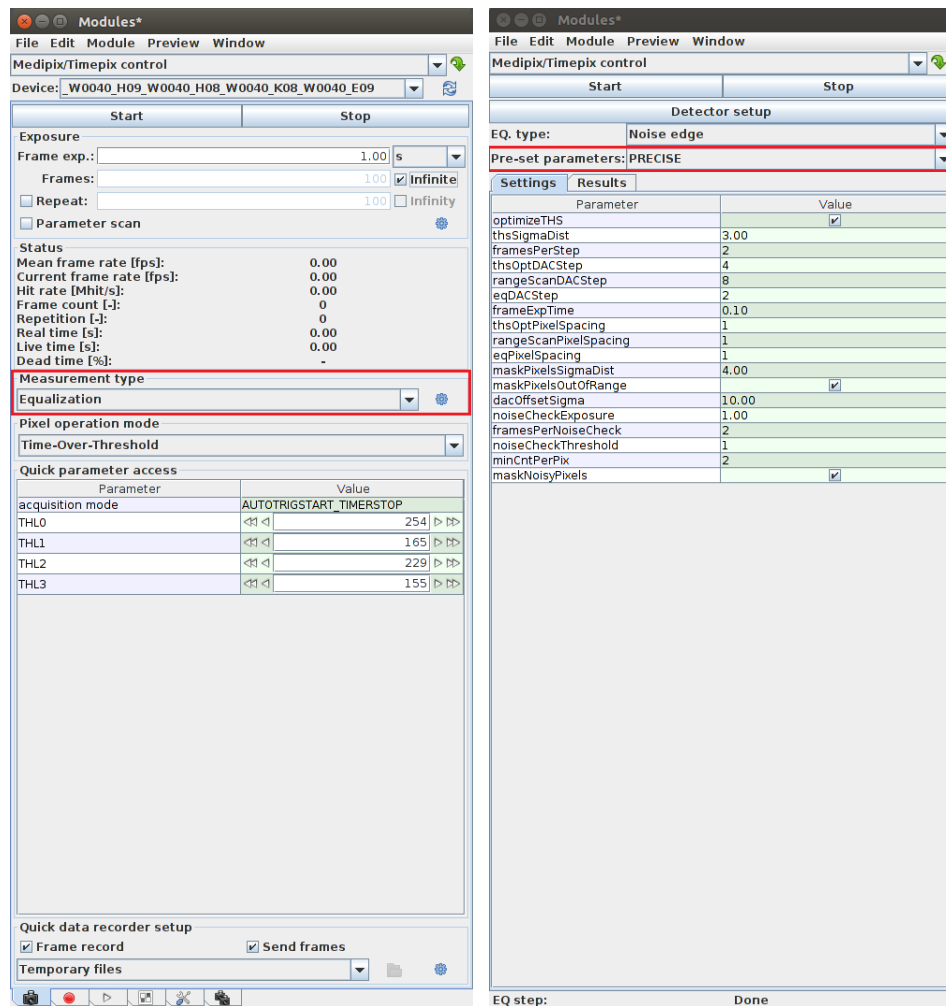 Modules*
File Edit Module Preview Window
Medipix/Timepix control
Device: _W0040_H09_W0040_H08_W0040_K08_W0040_E09
Start Stop
Exposure
Frame exp.: 1.00 s
Frames: 100 Infinite
Repeat: 100 Infinity
Parameter scan
Status
Mean frame rate [fps]: 0.00
Current frame rate [fps]: 0.00
Hit rate [Mhit/s]: 0.00
Frame count [-]: 0
Repetition [-]: 0
Real time [s]: 0.00
Live time [s]: 0.00
Dead time [%]: -
Measurement type
Equalization
Pixel operation mode
Time-Over-Threshold
Quick parameter access
Parameter Value
acquisition mode AUTOTRIGSTART_TIMERSTOP
THL0 254
THL1 165
THL2 229
THL3 155
Quick data recorder setup
Frame record Send frames
Temporary files
Modules*
File Edit Module Preview Window
Medipix/Timepix control
Start Stop
Detector setup
EQ. type: Noise edge
Pre-set parameters: PRECISE
Settings Results
Parameter Value
optimizeTHS
thsSigmaDist 3.00
framesPerStep 2
thsOptDACStep 4
rangeScanDACStep 8
eqDACStep 2
frameExpTime 0.10
thsOptPixelSpacing 1
rangeScanPixelSpacing 1
eqPixelSpacing 1
maskPixelsSigmaDist 4.00
maskPixelsOutOfRange
dacOffsetSigma 10.00
noiseCheckExposure 1.00
framesPerNoiseCheck 2
noiseCheckThreshold 1
minCntPerPix 2
maskNoisyPixels
EQ step: Done